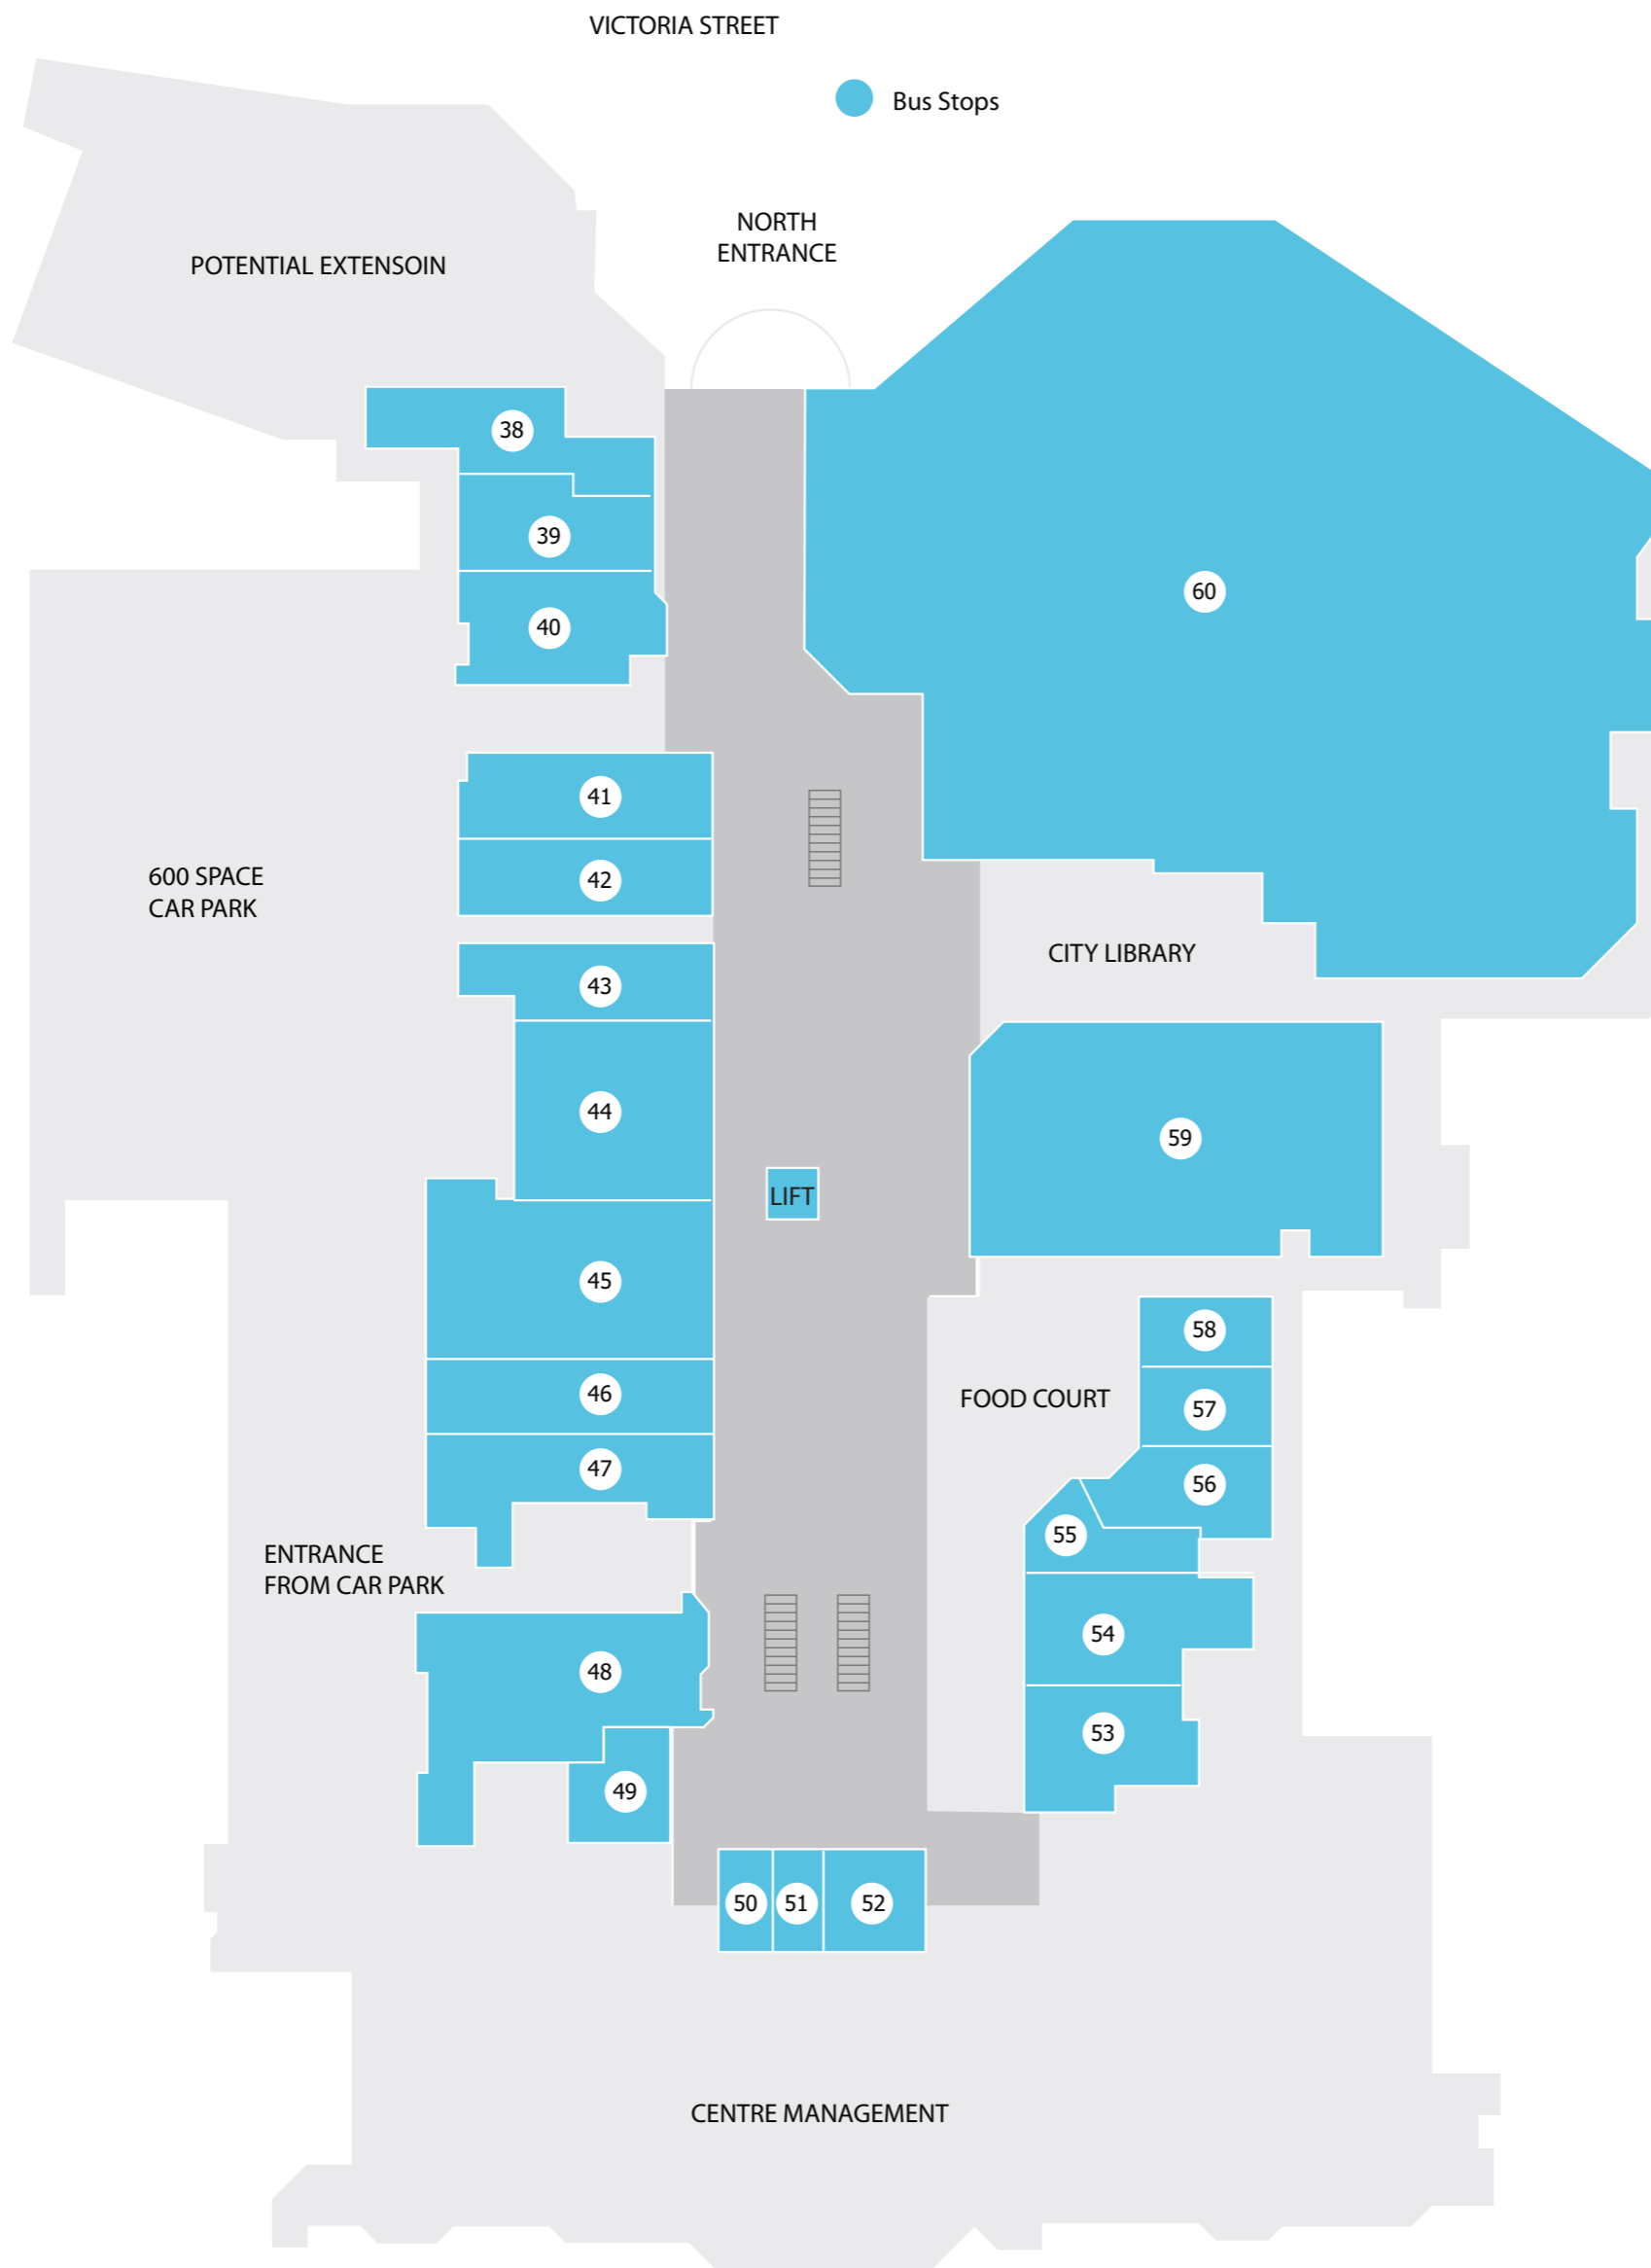 VICTORIA STREET
Bus Stops
NORTH
ENTRANCE
POTENTIAL EXTENSOIN
38
39
60
40
41
600 SPACE
CAR PARK
42
CITY LIBRARY
43
44
59
LIFT
45
58
46
FOOD COURT
57
47
56
55
ENTRANCE
FROM CAR PARK
54
48
53
49
50
51
52
CENTRE MANAGEMENT